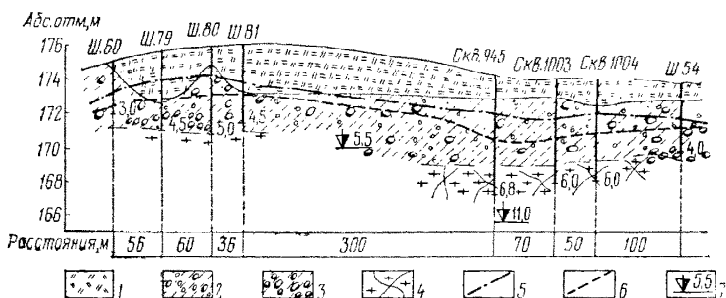 Абс.отм,м
176 Ш.60 Ш.79 Ш.80 Ш 81 Скв.945 Скв.1003 Скв.1004 Ш 54
174
172 3,0 4,5 5,0 4,5 4,0
170 5,5
168 6,8 6,0 6,0
166 11,0
Расстояния,м 56 60 36 300 70 50 100
1 2 3 4 5 6 5,5 7